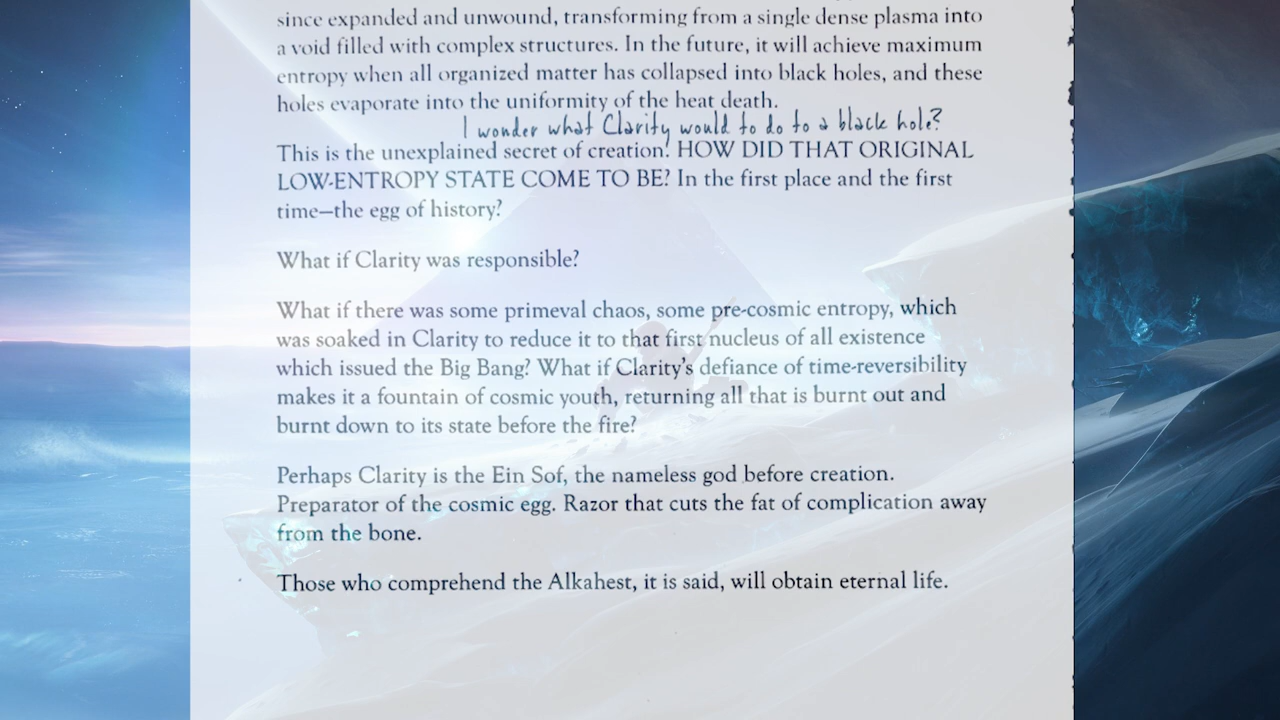 since expanded and unwound, transforming from a single dense plasma into
a void filled with complex structures. In the future, it will achieve maximum
entropy when all organized matter has collapsed into black holes, and these
holes evaporate into the uniformity of the heat death.
I wonder what Clarity would to do to a black hole?
This is the unexplained secret of creation! HOW DID THAT ORIGINAL
LOW-ENTROPY STATE COME TO BE? In the first place and the first
time—the egg of history?
What if Clarity was responsible?
What if there was some primeval chaos, some pre-cosmic entropy, which
was soaked in Clarity to reduce it to that first nucleus of all existence
which issued the Big Bang? What if Clarity's defiance of time-reversibility
makes it a fountain of cosmic youth, returning all that is burnt out and
burnt down to its state before the fire?
Perhaps Clarity is the Ein Sof, the nameless god before creation.
Preparator of the cosmic egg. Razor that cuts the fat of complication away
from the bone.
Those who comprehend the Alkahest, it is said, will obtain eternal life.